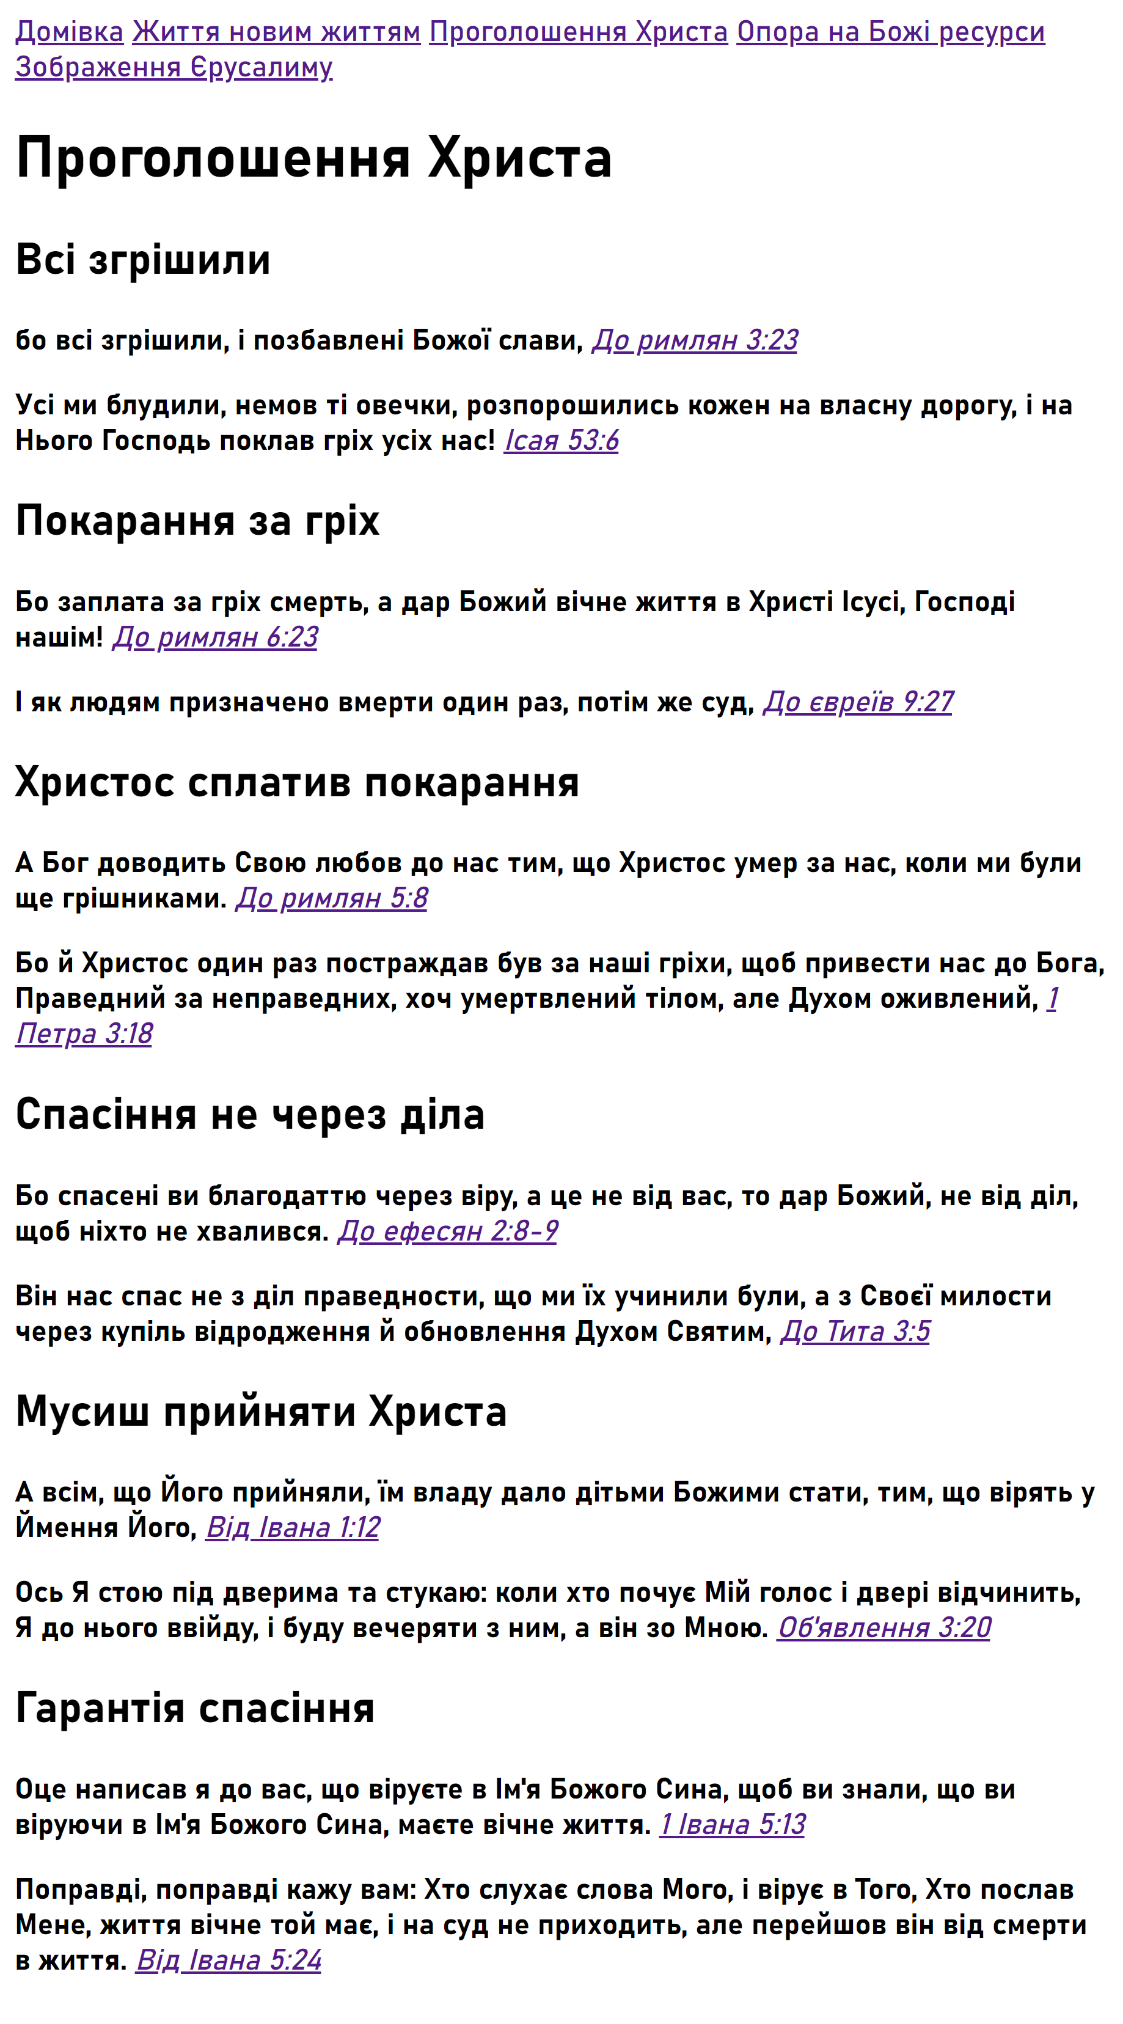 Домівка Життя новим життям Проголошення Христа Опора на Божі ресурси
Зображення Єрусалиму
Проголошення Христа
Всі згрішили
бо всі згрішили, і позбавлені Божої слави, До римлян 3:23
Усі ми блудили, немов ті овечки, розпорошились кожен на власну дорогу, і на
Нього Господь поклав гріх усіх нас! Ісая 53:6
Покарання за гріх
Бо заплата за гріх смерть, а дар Божий вічне життя в Христі Ісусі, Господі
нашім! До римлян 6:23
І як людям призначено вмерти один раз, потім же суд, До євреїв 9:27
Христос сплатив покарання
А Бог доводить Свою любов до нас тим, що Христос умер за нас, коли ми були
ще грішниками. До римлян 5:8
Бо й Христос один раз постраждав був за наші гріхи, щоб привести нас до Бога,
Праведний за неправедних, хоч умертвлений тілом, але Духом оживлений, 1
Петра 3:18
Спасіння не через діла
Бо спасені ви благодаттю через віру, а це не від вас, то дар Божий, не від діл,
щоб ніхто не хвалився. До ефесян 2:8-9
Він нас спас не з діл праведности, що ми їх учинили були, а з Своєї милости
через купіль відродження й обновлення Духом Святим, До Тита 3:5
Мусиш прийняти Христа
А всім, що Його прийняли, їм владу дало дітьми Божими стати, тим, що вірять у
Ймення Його, Від Івана 1:12
Ось Я стою під дверима та стукаю: коли хто почує Мій голос і двері відчинить,
Я до нього ввійду, і буду вечеряти з ним, а він зо Мною. Об'явлення 3:20
Гарантія спасіння
Оце написав я до вас, що віруєте в Ім'я Божого Сина, щоб ви знали, що ви
віруючи в Ім'я Божого Сина, маєте вічне життя. 1 Івана 5:13
Поправді, поправді кажу вам: Хто слухає слова Мого, і вірує в Того, Хто послав
Мене, життя вічне той має, і на суд не приходить, але перейшов він від смерти
в життя. Від Івана 5:24